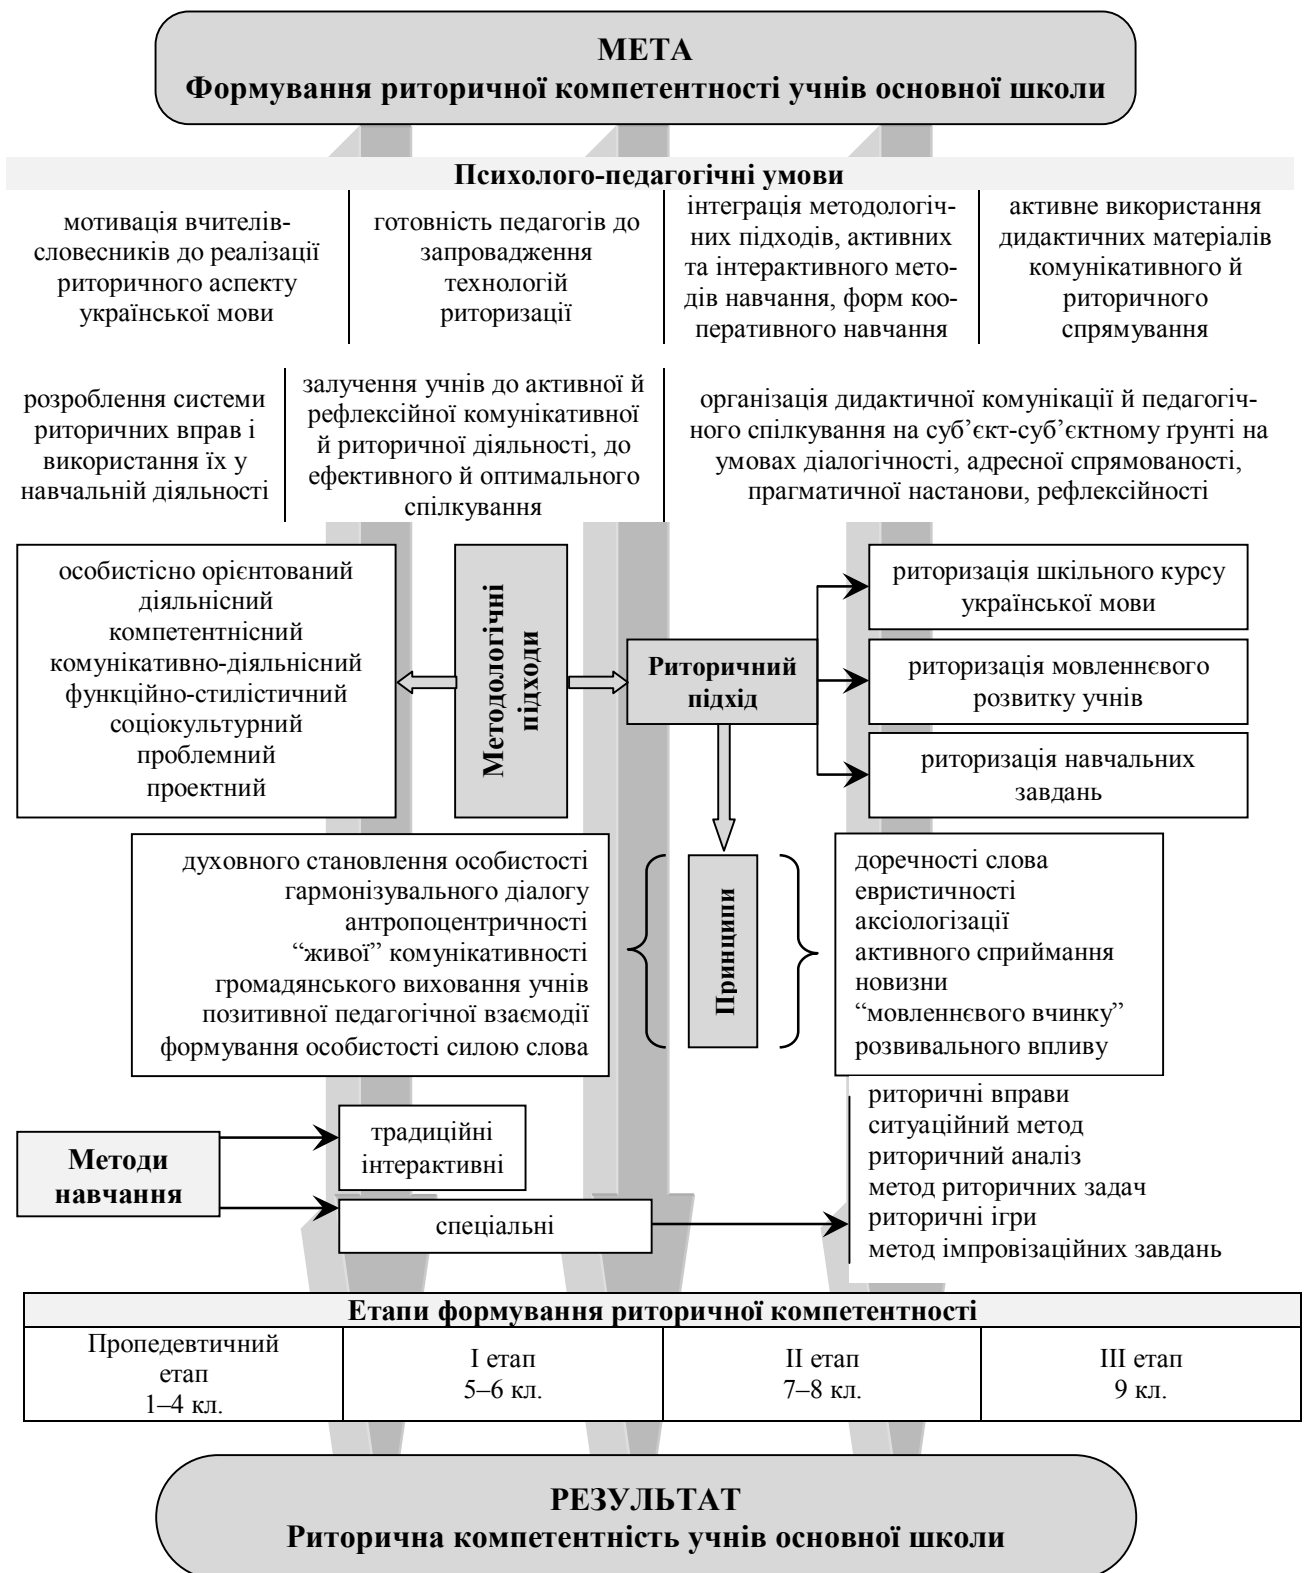 МЕТА
Формування риторичної компетентності учнів основної школи
Психолого-педагогічні умови
мотивація вчителів-
словесників до реалізації
риторичного аспекту
української мови
готовність педагогів до
запровадження
технологій
риторизації
інтеграція методологіч-
них підходів, активних
та інтерактивного мето-
дів навчання, форм коо-
перативного навчання
активне використання
дидактичних матеріалів
комунікативного й
риторичного
спрямування
розроблення системи
риторичних вправ і
використання їх у
навчальній діяльності
залучення учнів до активної й
рефлексійної комунікативної
й риторичної діяльності, до
ефективного й оптимального
спілкування
організація дидактичної комунікації й педагогіч-
ного спілкування на суб’єкт-суб’єктному ґрунті на
умовах діалогічності, адресної спрямованості,
прагматичної настанови, рефлексійності
особистісно орієнтований
діяльнісний
компетентнісний
комунікативно-діяльнісний
функційно-стилістичний
соціокультурний
проблемний
проектний
Методологічні
підходи
Риторичний
підхід
риторизація шкільного курсу
української мови
риторизація мовленнєвого
розвитку учнів
риторизація навчальних
завдань
духовного становлення особистості
гармонізувального діалогу
антропоцентричності
“живої” комунікативності
громадянського виховання учнів
позитивної педагогічної взаємодії
формування особистості силою слова
Принципи
доречності слова
евристичності
аксіологізації
активного сприймання
новизни
“мовленнєвого вчинку”
розвивального впливу
Методи
навчання
традиційні
інтерактивні
спеціальні
риторичні вправи
ситуаційний метод
риторичний аналіз
метод риторичних задач
риторичні ігри
метод імпровізаційних завдань
Етапи формування риторичної компетентності
Пропедевтичний
етап
1–4 кл.
І етап
5–6 кл.
ІІ етап
7–8 кл.
ІІІ етап
9 кл.
РЕЗУЛЬТАТ
Риторична компетентність учнів основної школи